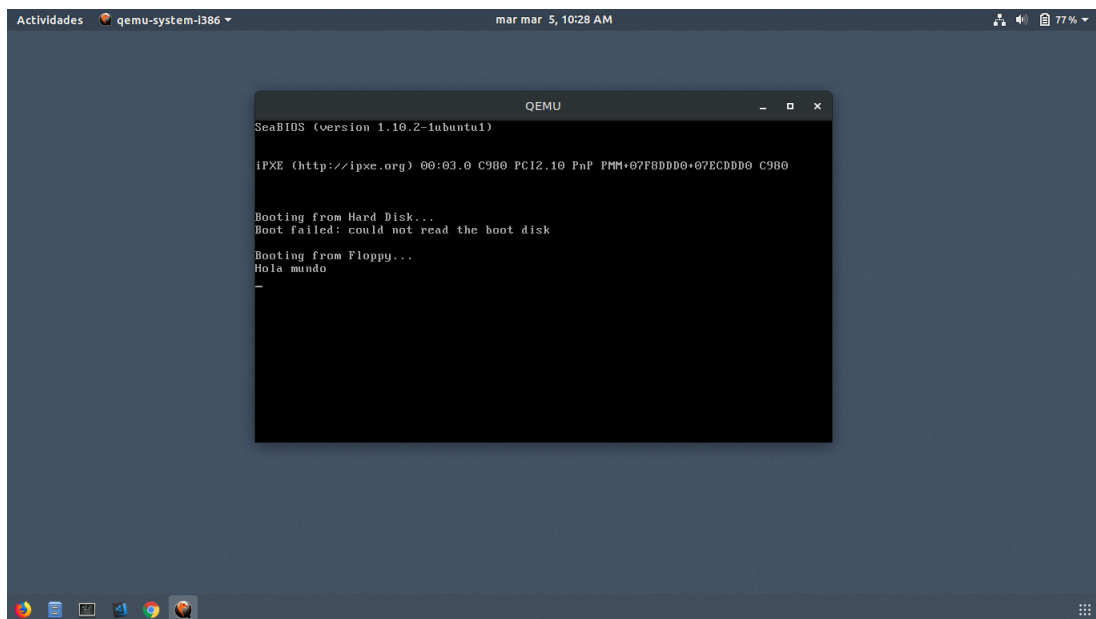 Actividades qemu-system-i386 mar mar 5, 10:28 AM 77 %
QEMU
SeaBIOS (version 1.10.2-1ubuntu1)
iPXE (http://ipxe.org) 00:03.0 C980 PCI2.10 PnP PMM+07F8DDD0+07ECDDD0 C980
Booting from Hard Disk...
Boot failed: could not read the boot disk
Booting from Floppy...
Hola mundo
_